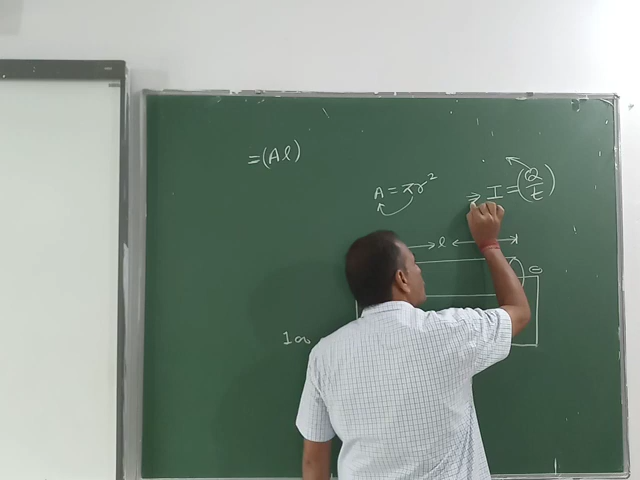 = (Al)
A = πr²
⇒ I = (Q/t)
l